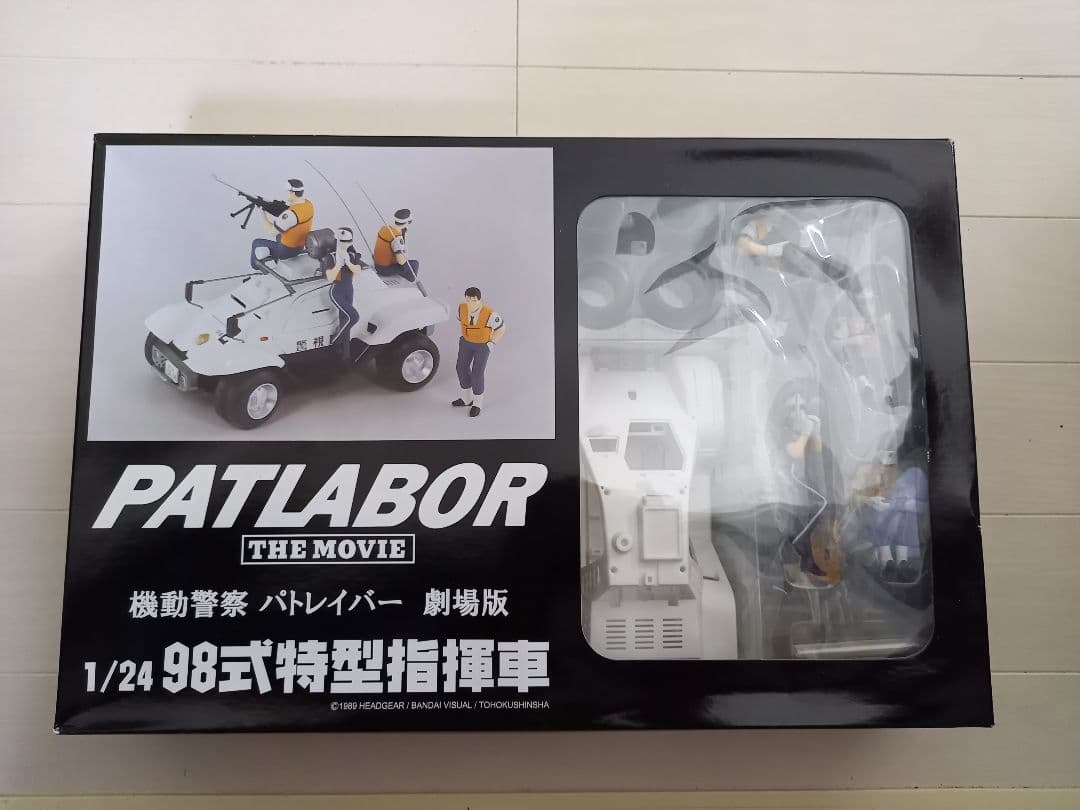 警視
PATLABOR
THE MOVIE
機動警察 パトレイバー 劇場版
1/24 98式特型指揮車
©1989 HEADGEAR / BANDAI VISUAL / TOHOKUSHINSHA